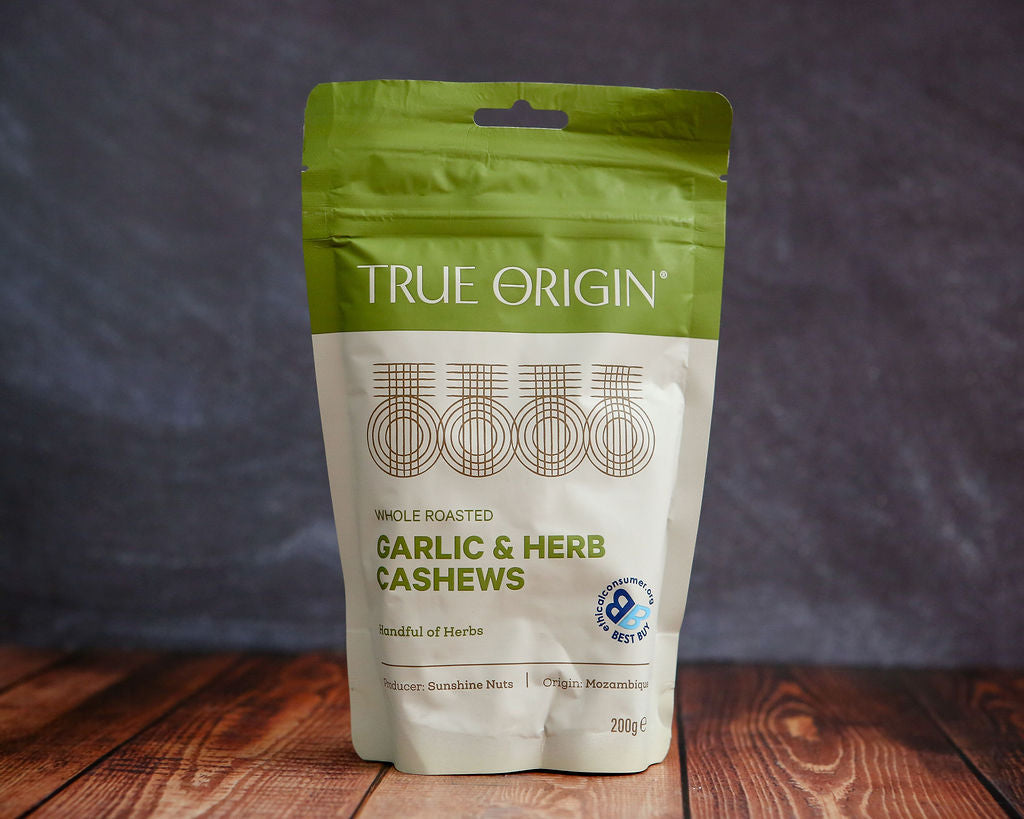 TRUE ORIGIN®
WHOLE ROASTED
GARLIC & HERB
CASHEWS
ethicalconsumer.org
BB
BEST BUY
Handful of Herbs
Producer: Sunshine Nuts | Origin: Mozambique
200g ℮